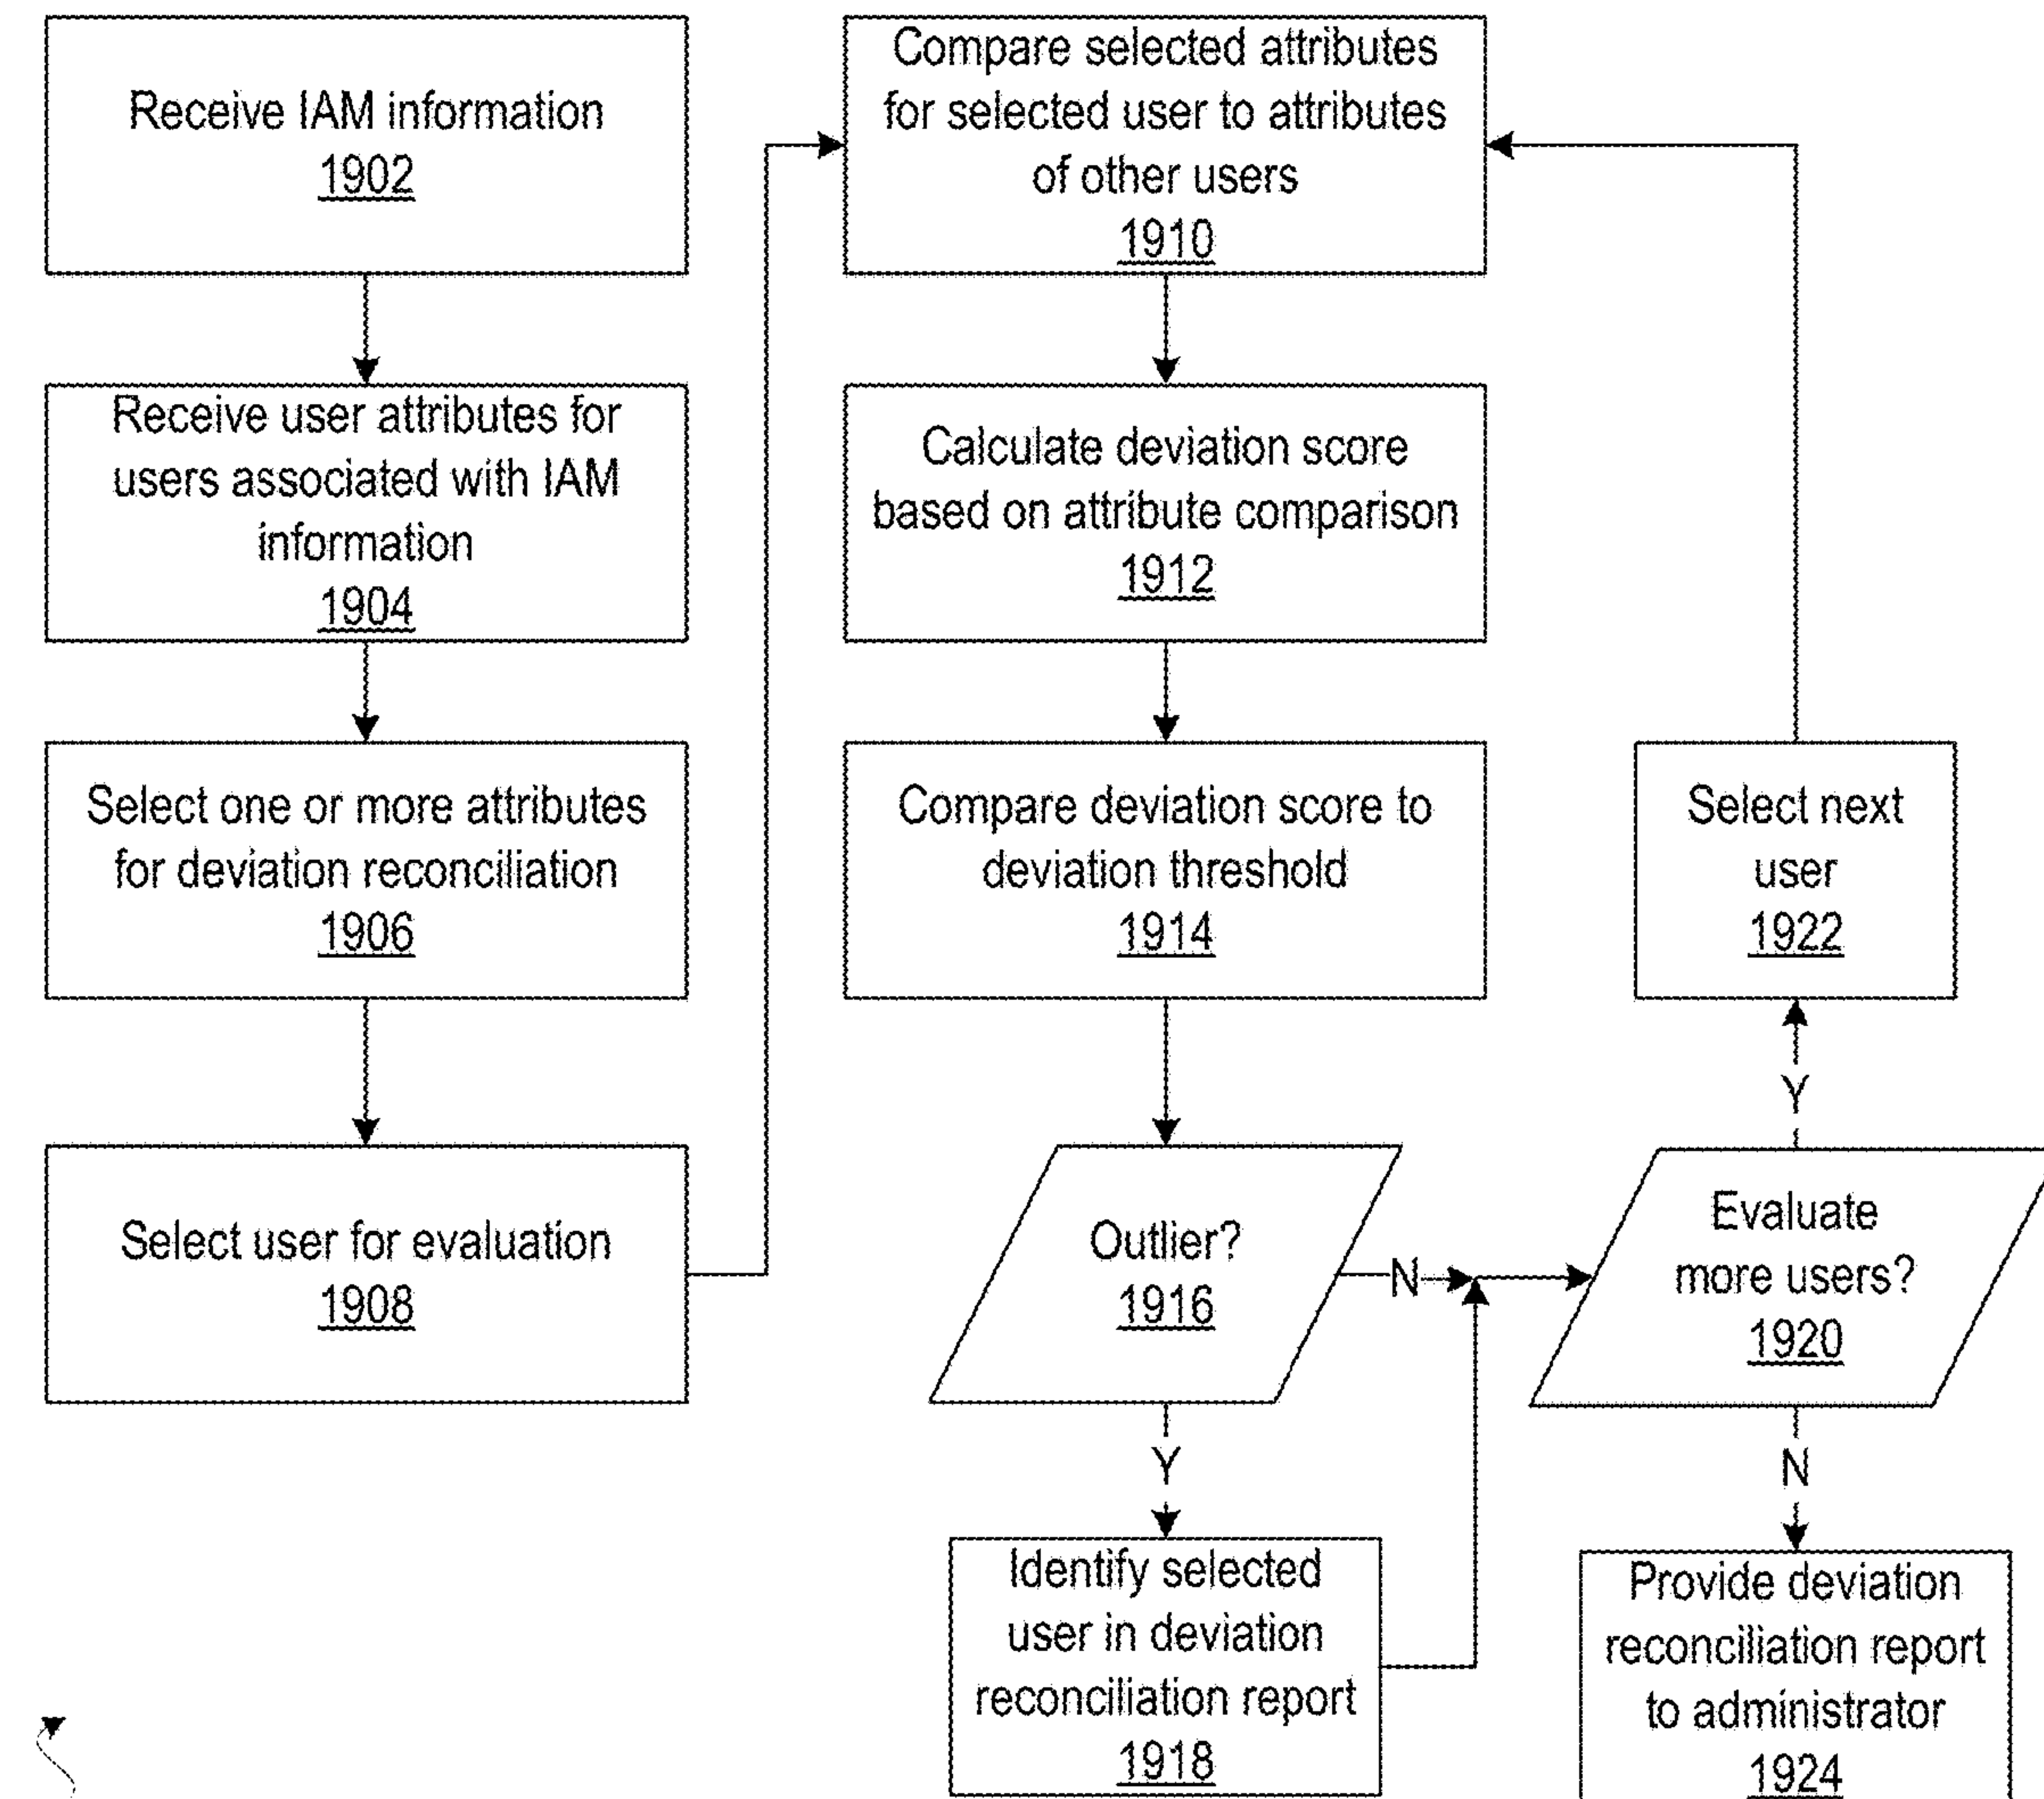 Receive IAM information
1902
Receive user attributes for
users associated with IAM
information
1904
Select one or more attributes
for deviation reconciliation
1906
Select user for evaluation
1908
Compare selected attributes
for selected user to attributes
of other users
1910
Calculate deviation score
based on attribute comparison
1912
Compare deviation score to
deviation threshold
1914
Outlier?
1916
N
Y
Identify selected
user in deviation
reconciliation report
1918
Select next
user
1922
Y
Evaluate
more users?
1920
N
Provide deviation
reconciliation report
to administrator
1924